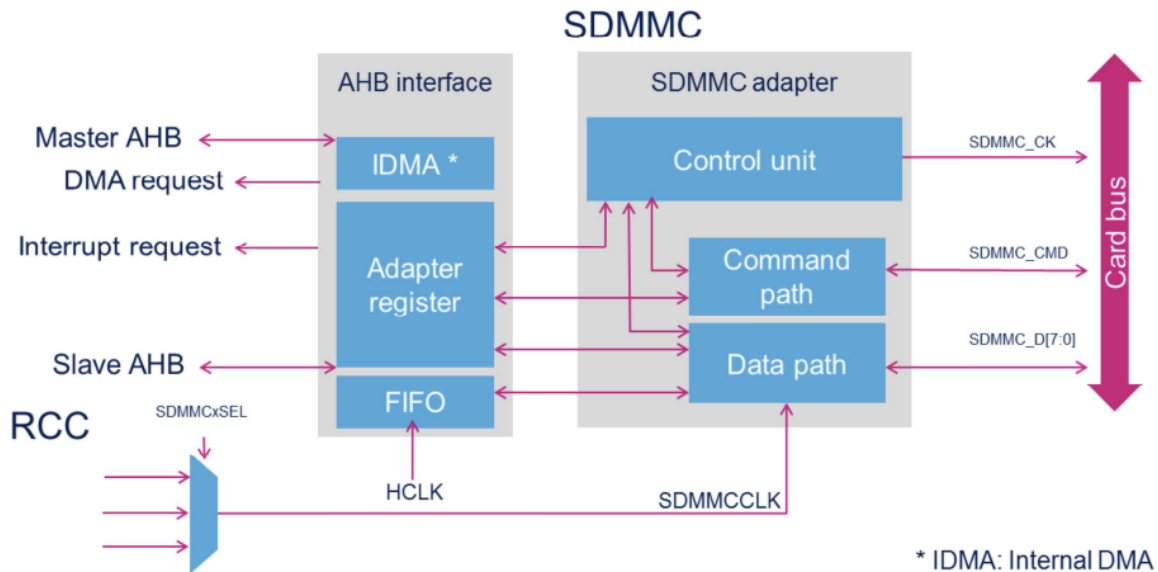 SDMMC
AHB interface
SDMMC adapter
Master AHB
IDMA *
Control unit
SDMMC_CK
DMA request
Interrupt request
Adapter
register
Command
path
SDMMC_CMD
Card bus
Slave AHB
Data path
SDMMC_D[7:0]
FIFO
RCC
SDMMCxSEL
HCLK
SDMMCCLK
* IDMA: Internal DMA